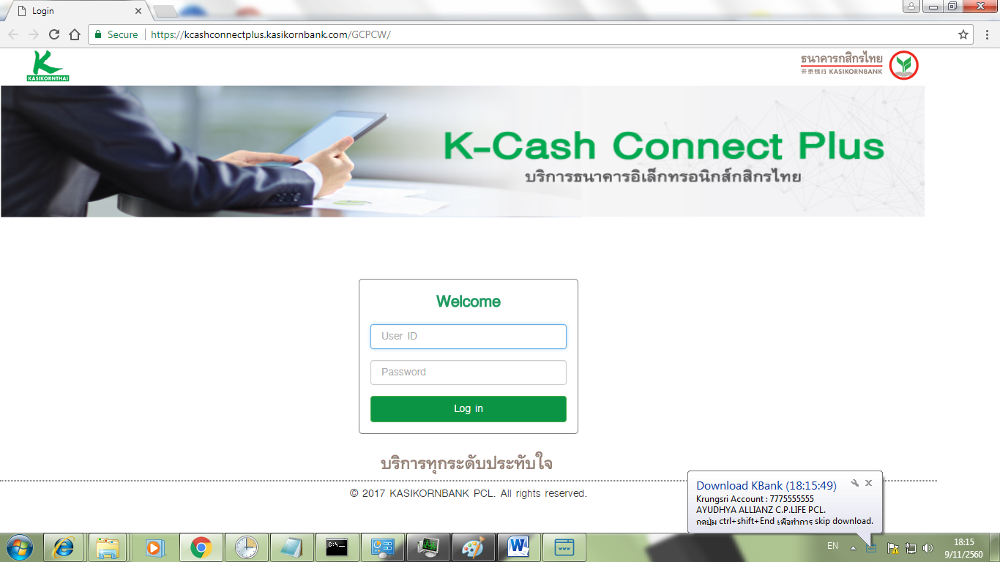 Login
Secure
https://kcashconnectplus.kasikornbank.com/GCPCW/
K
KASIKORNTHAI
ธนาคารกสิกรไทย
开泰银行 KASIKORNBANK
K-Cash Connect Plus
บริการธนาคารอิเล็กทรอนิกส์กสิกรไทย
Welcome
User ID
Password
Log in
บริการทุกระดับประทับใจ
© 2017 KASIKORNBANK PCL. All rights reserved.
Download KBank (18:15:49)
Krungsri Account : 7775555555
AYUDHYA ALLIANZ C.P.LIFE PCL.
กดปุ่ม ctrl+shift+End เพื่อทำการ skip download.
EN
18:15
9/11/2560